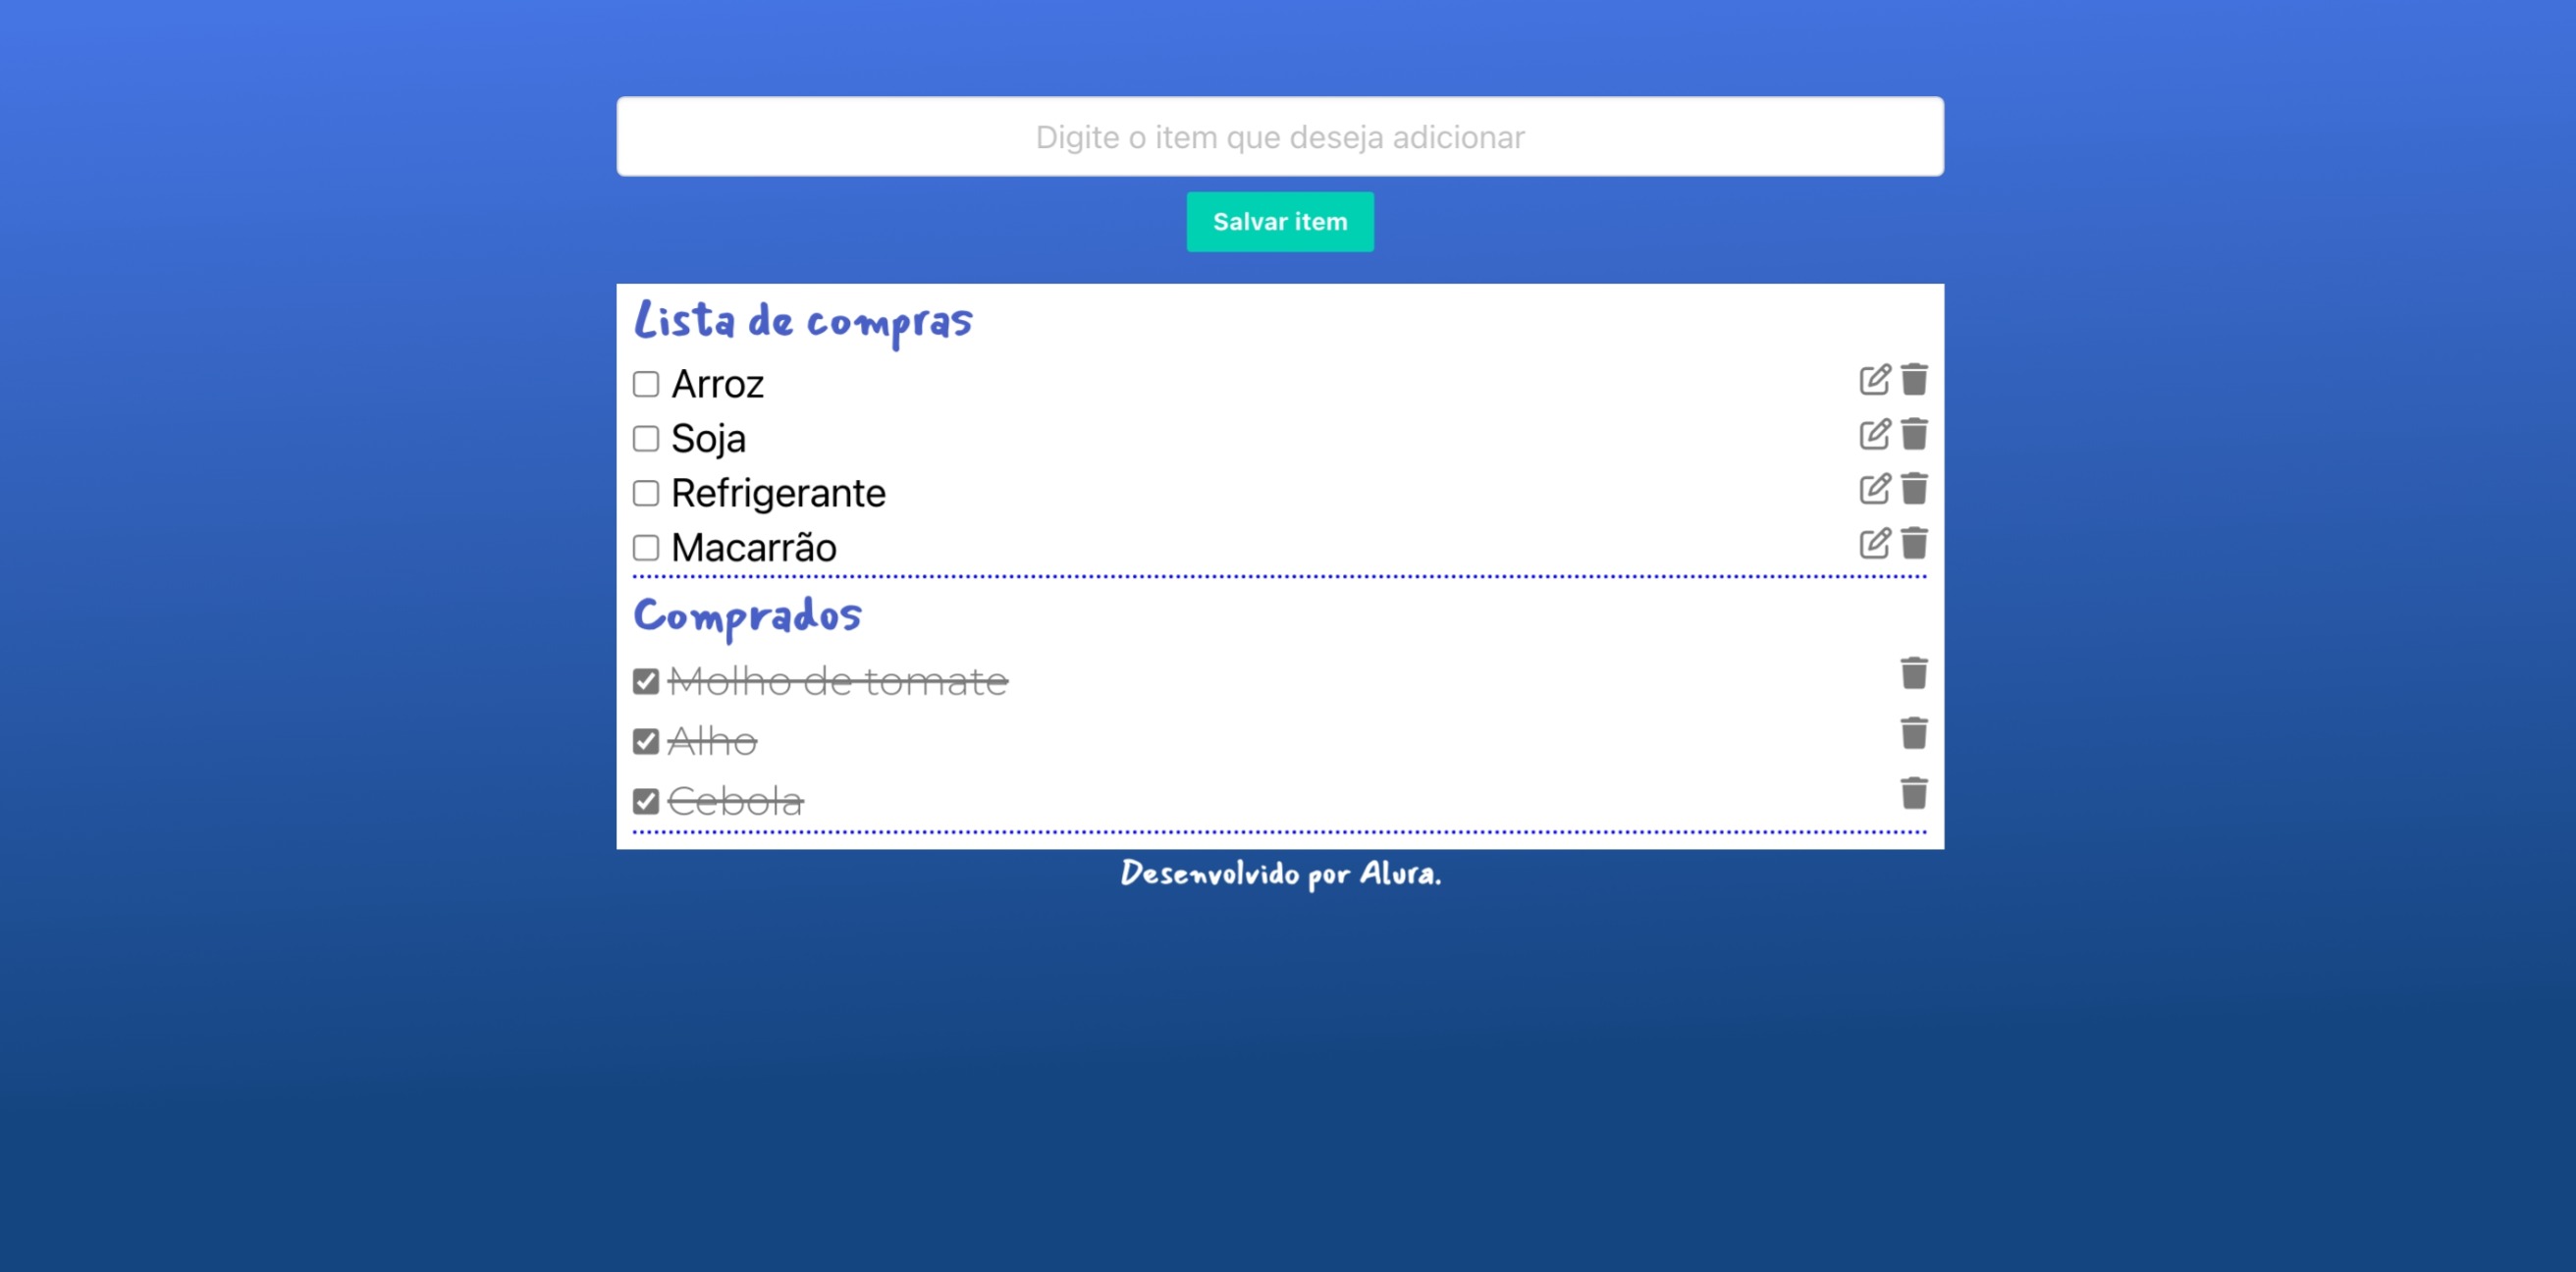 Digite o item que deseja adicionar
Salvar item
Lista de compras
Arroz
Soja
Refrigerante
Macarrão
Comprados
Molho de tomate
Alho
Cebola
Desenvolvido por Alura.